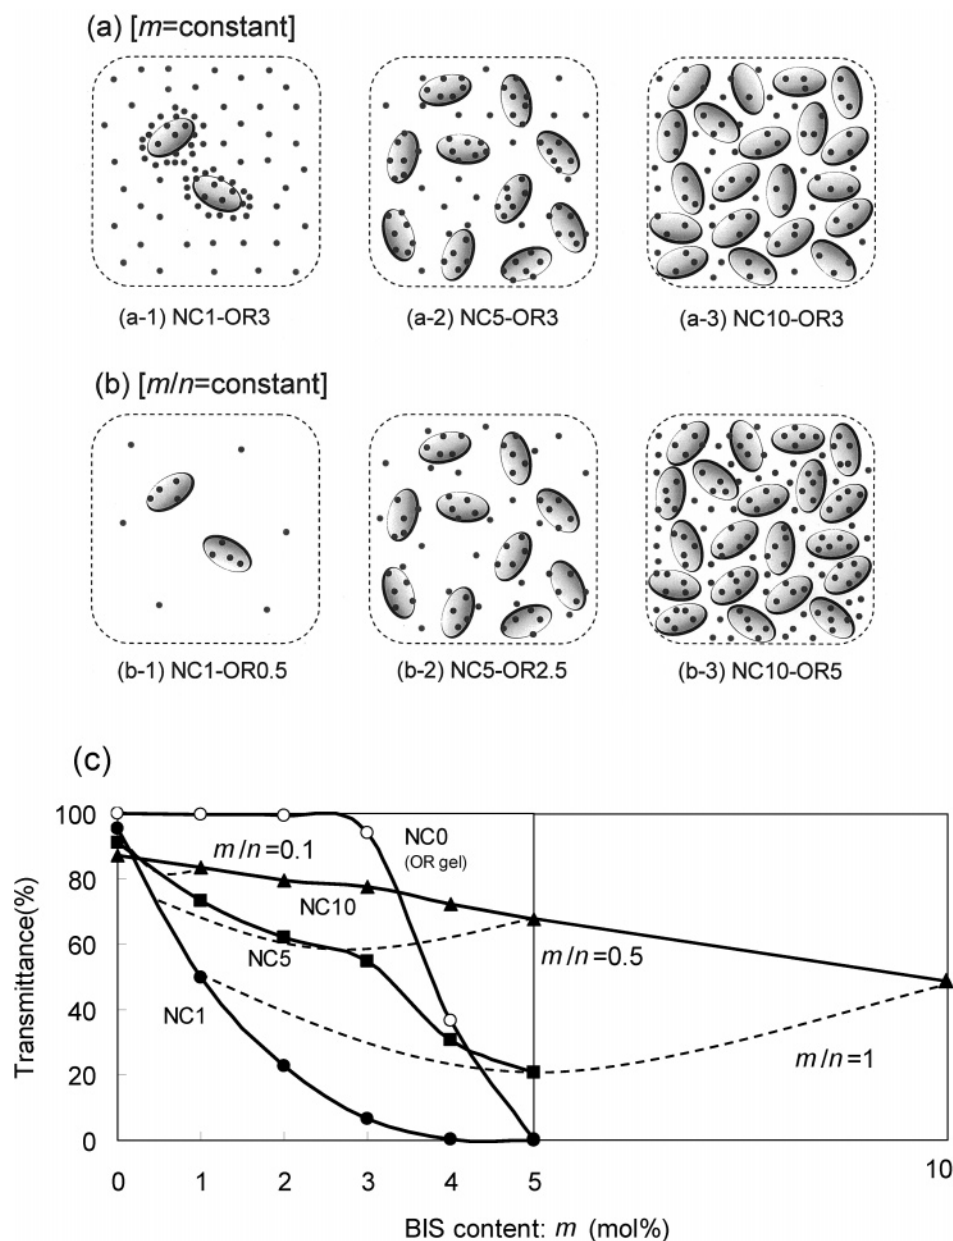 (a) [m=constant]
(a-1) NC1-OR3
(a-2) NC5-OR3
(a-3) NC10-OR3
(b) [m/n=constant]
(b-1) NC1-OR0.5
(b-2) NC5-OR2.5
(b-3) NC10-OR5
(c)
Transmittance(%)
100
80
60
40
20
0
m/n=0.1
NC0
(OR gel)
NC10
NC5
m/n=0.5
NC1
m/n=1
0 1 2 3 4 5 10
BIS content: m (mol%)